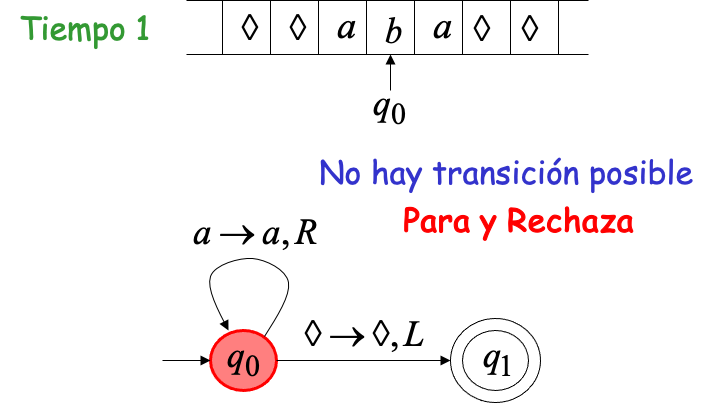 Tiempo 1
◊ ◊ a b a ◊ ◊
q0
No hay transición posible
Para y Rechaza
a → a, R
◊ → ◊, L
q0
q1